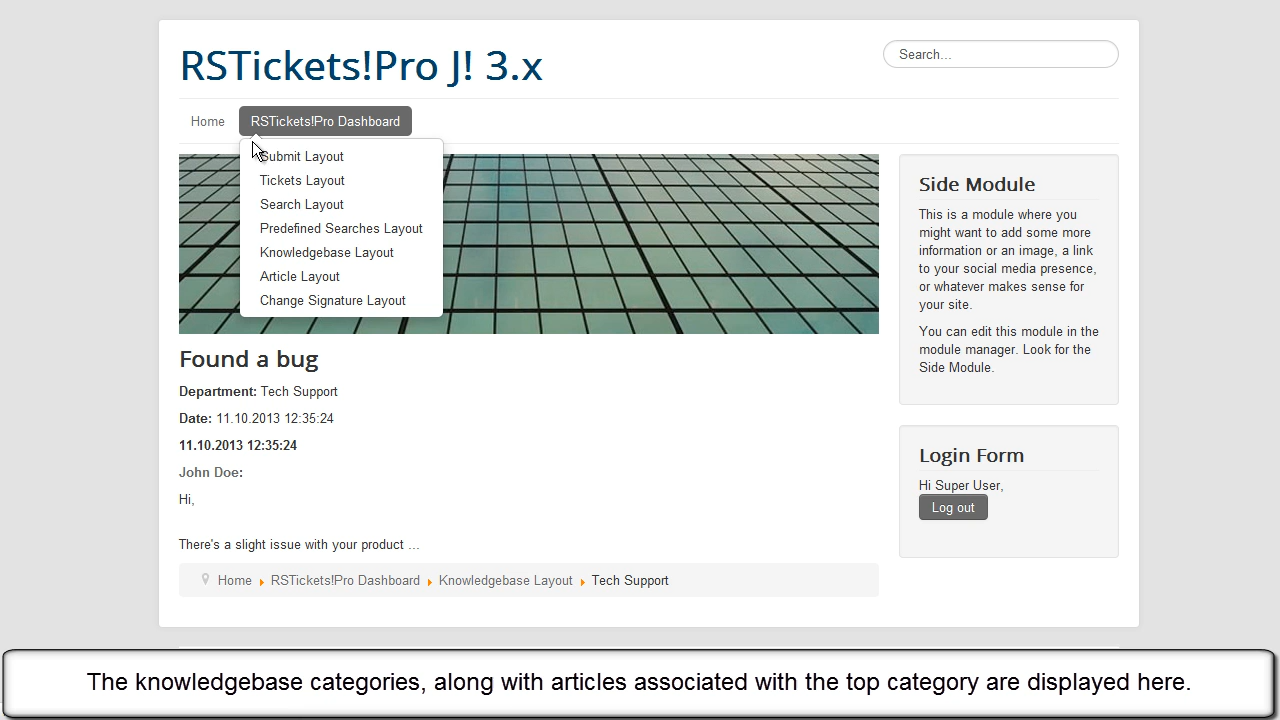 RSTickets!Pro J! 3.x
Search...
Home
RSTickets!Pro Dashboard
Submit Layout
Tickets Layout
Search Layout
Predefined Searches Layout
Knowledgebase Layout
Article Layout
Change Signature Layout
Found a bug
Department: Tech Support
Date: 11.10.2013 12:35:24
11.10.2013 12:35:24
John Doe:
Hi,
There's a slight issue with your product ...
Home RSTickets!Pro Dashboard Knowledgebase Layout Tech Support
Side Module
This is a module where you
might want to add some more
information or an image, a link
to your social media presence,
or whatever makes sense for
your site.
You can edit this module in the
module manager. Look for the
Side Module.
Login Form
Hi Super User,
Log out
The knowledgebase categories, along with articles associated with the top category are displayed here.